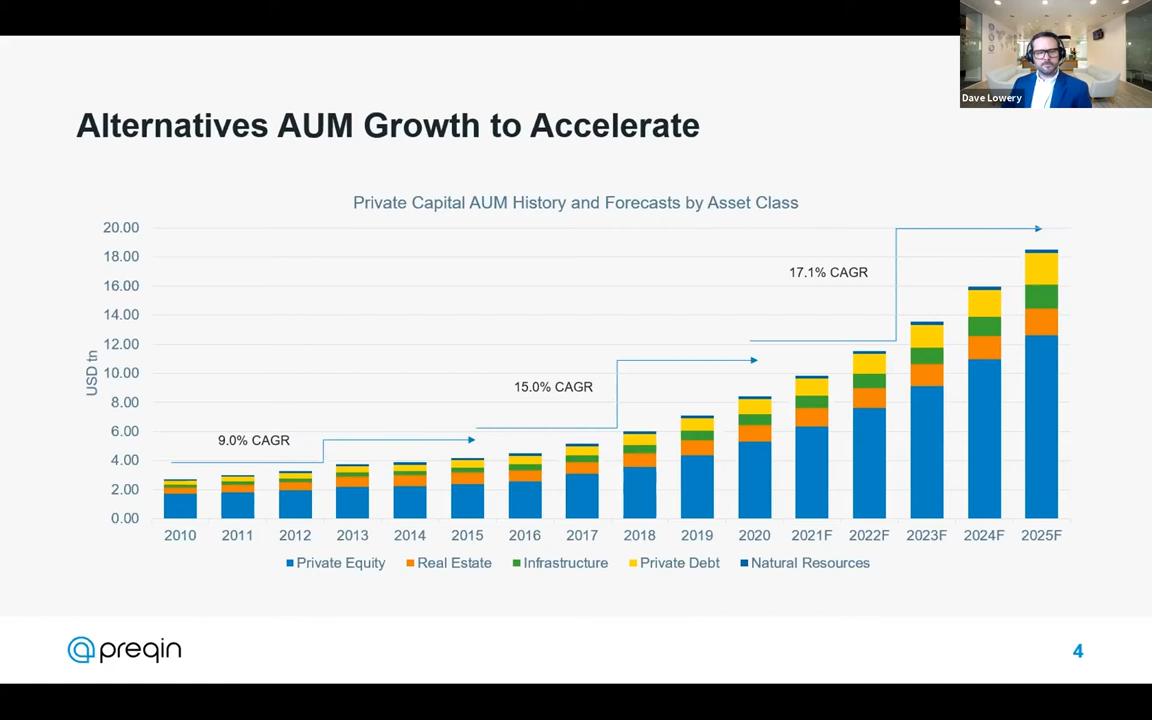 Dave Lowery
Alternatives AUM Growth to Accelerate
Private Capital AUM History and Forecasts by Asset Class
20.00
18.00
16.00
14.00
12.00
10.00
8.00
6.00
4.00
2.00
0.00
USD tn
9.0% CAGR
15.0% CAGR
17.1% CAGR
2010 2011 2012 2013 2014 2015 2016 2017 2018 2019 2020 2021F 2022F 2023F 2024F 2025F
Private Equity Real Estate Infrastructure Private Debt Natural Resources
preqin
4